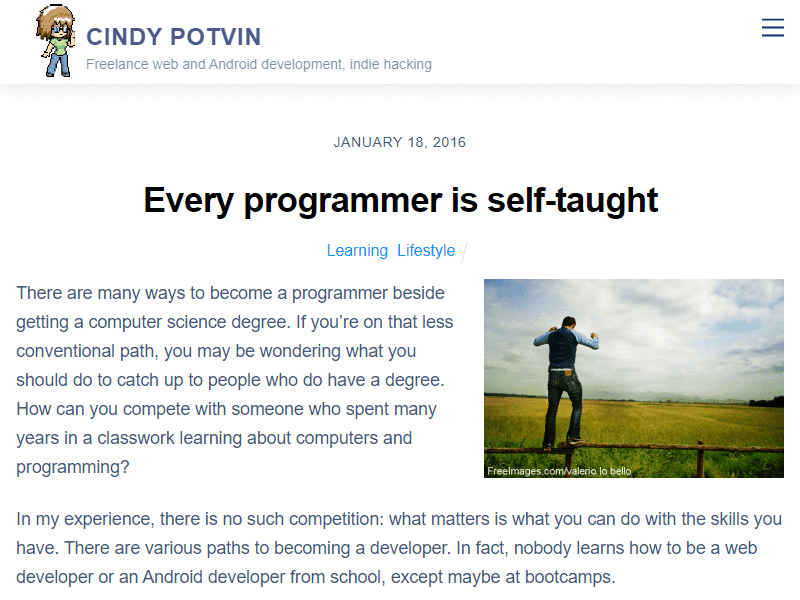 CINDY POTVIN
Freelance web and Android development, indie hacking
JANUARY 18, 2016
Every programmer is self-taught
Learning Lifestyle /
There are many ways to become a programmer beside
getting a computer science degree. If you’re on that less
conventional path, you may be wondering what you
should do to catch up to people who do have a degree.
How can you compete with someone who spent many
years in a classwork learning about computers and
programming?
FreeImages.com/valerio lo bello
In my experience, there is no such competition: what matters is what you can do with the skills you
have. There are various paths to becoming a developer. In fact, nobody learns how to be a web
developer or an Android developer from school, except maybe at bootcamps.